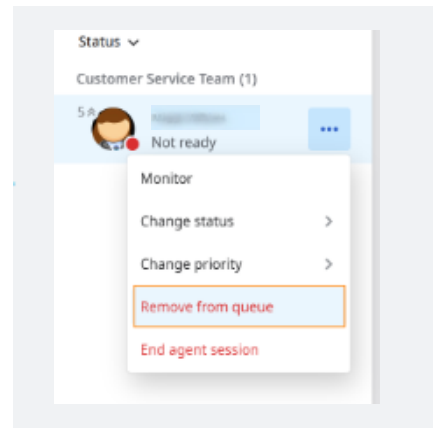 Status
Customer Service Team (1)
5
Not ready
Monitor
Change status
Change priority
Remove from queue
End agent session